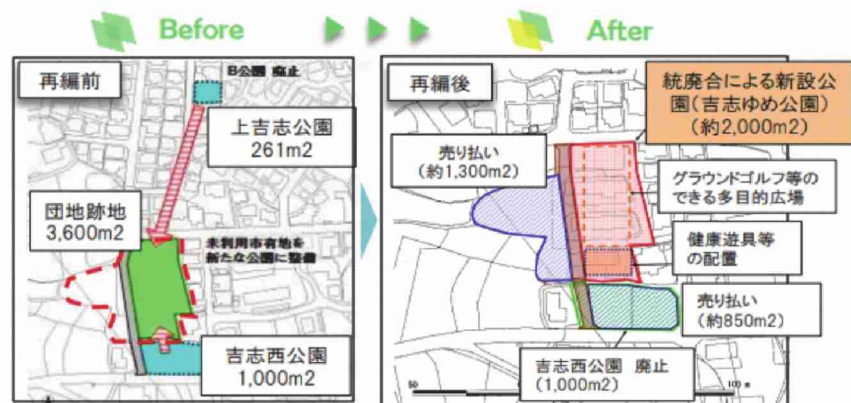 Before
After
再編前
B公園 廃止
上吉志公園
261m2
団地跡地
3,600m2
未利用市有地を
新たな公園に整備
吉志西公園
1,000m2
再編後
統廃合による新設公
園(吉志ゆめ公園)
(約2,000m2)
売り払い
(約1,300m2)
グラウンドゴルフ等の
できる多目的広場
健康遊具等
の配置
売り払い
(約850m2)
吉志西公園 廃止
(1,000m2)
50
0
100 m